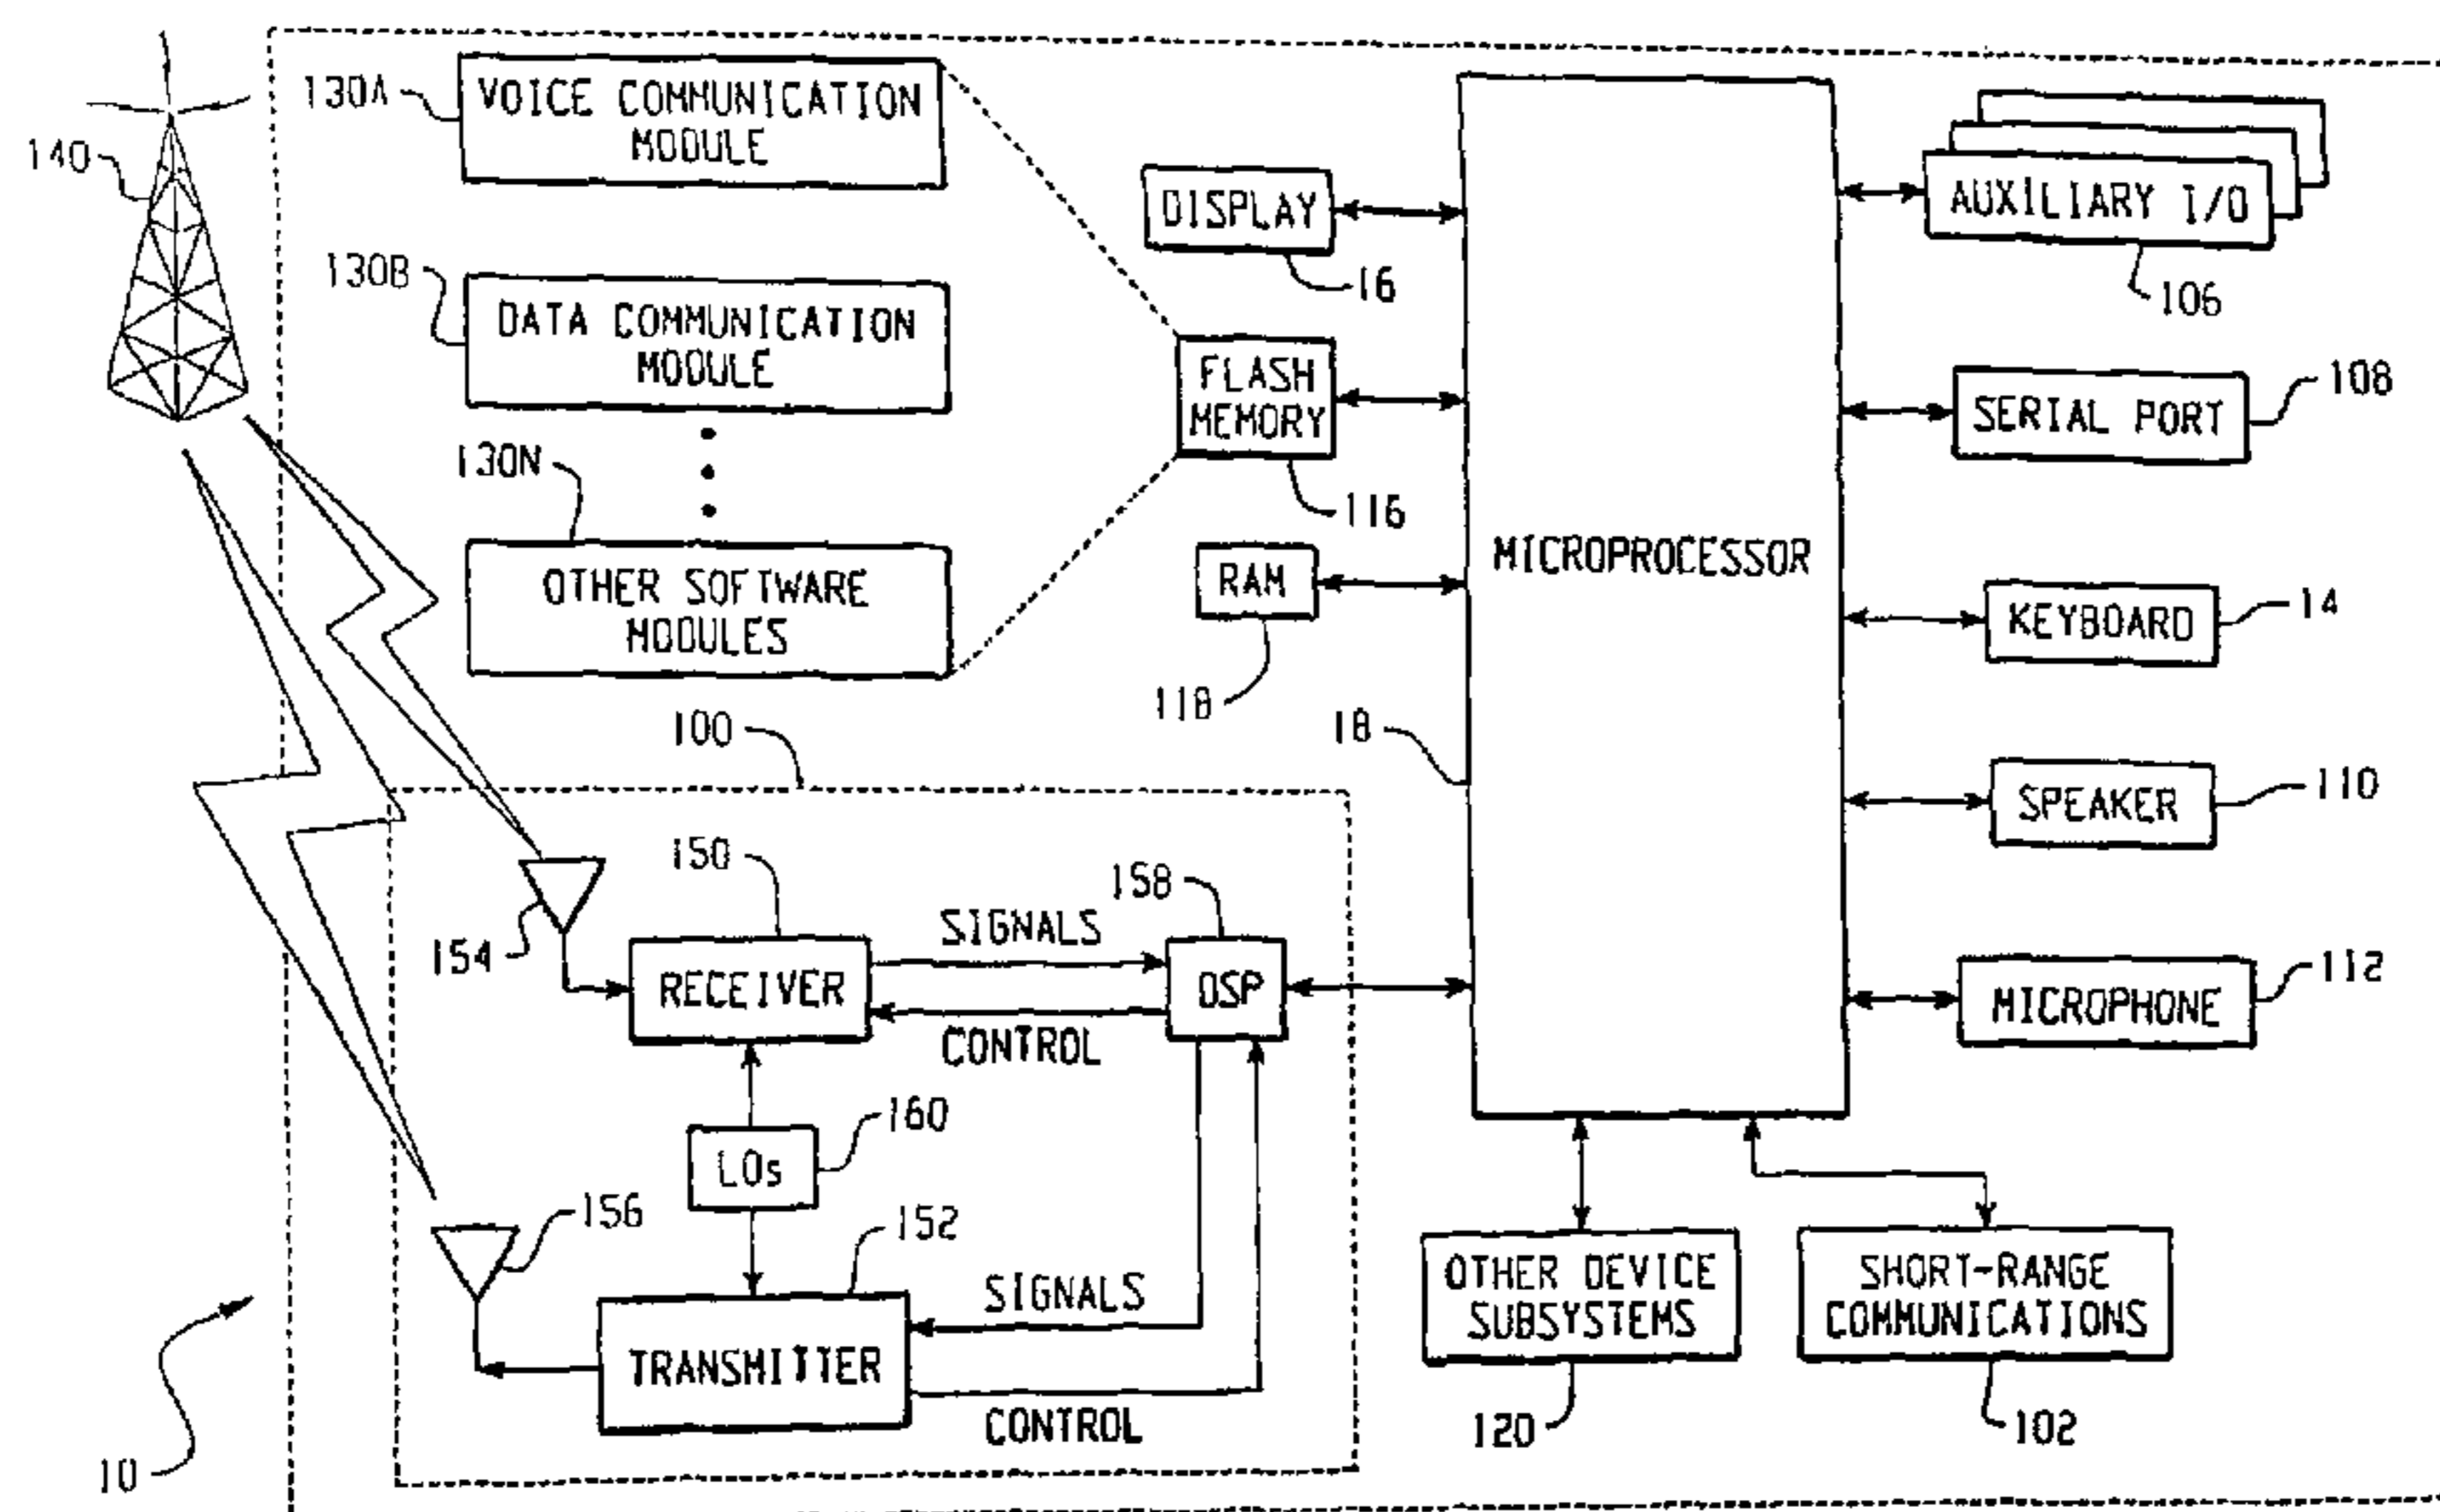 130A
VOICE COMMUNICATION
MODULE
140
130B
DATA COMMUNICATION
MODULE
130N
OTHER SOFTWARE
MODULES
DISPLAY
16
FLASH
MEMORY
116
RAM
118
MICROPROCESSOR
18
AUXILIARY I/O
106
SERIAL PORT
108
KEYBOARD
14
SPEAKER
110
MICROPHONE
112
100
150
158
154
SIGNALS
RECEIVER
DSP
CONTROL
160
LOs
156
152
SIGNALS
TRANSMITTER
CONTROL
OTHER DEVICE
SUBSYSTEMS
120
SHORT-RANGE
COMMUNICATIONS
102
10